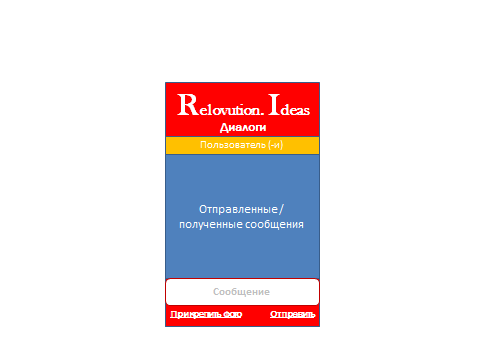 Relovution. Ideas
Диалоги
Пользователь (-и)
Отправленные/
полученные сообщения
Сообщение
Прикрепить фото Отправить